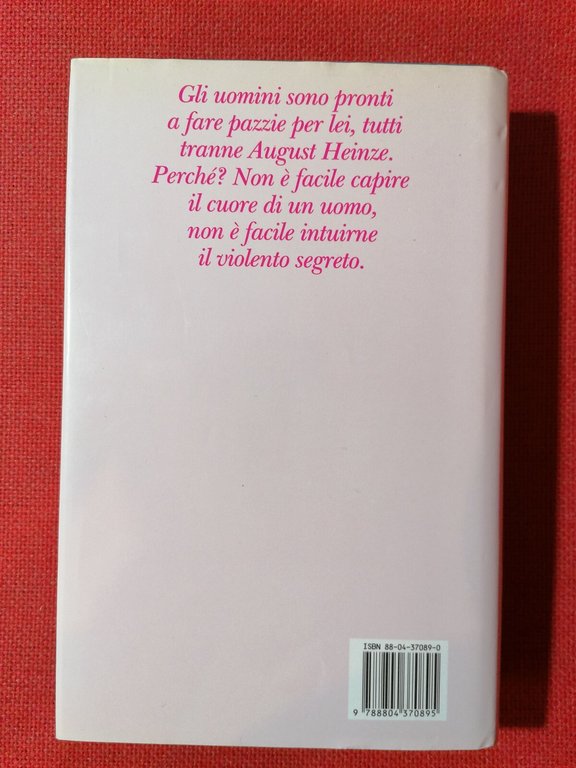 Gli uomini sono pronti
a fare pazzie per lei, tutti
tranne August Heinze.
Perché? Non è facile capire
il cuore di un uomo,
non è facile intuirne
il violento segreto.
ISBN 88-04-37089-0
9 788804 370895